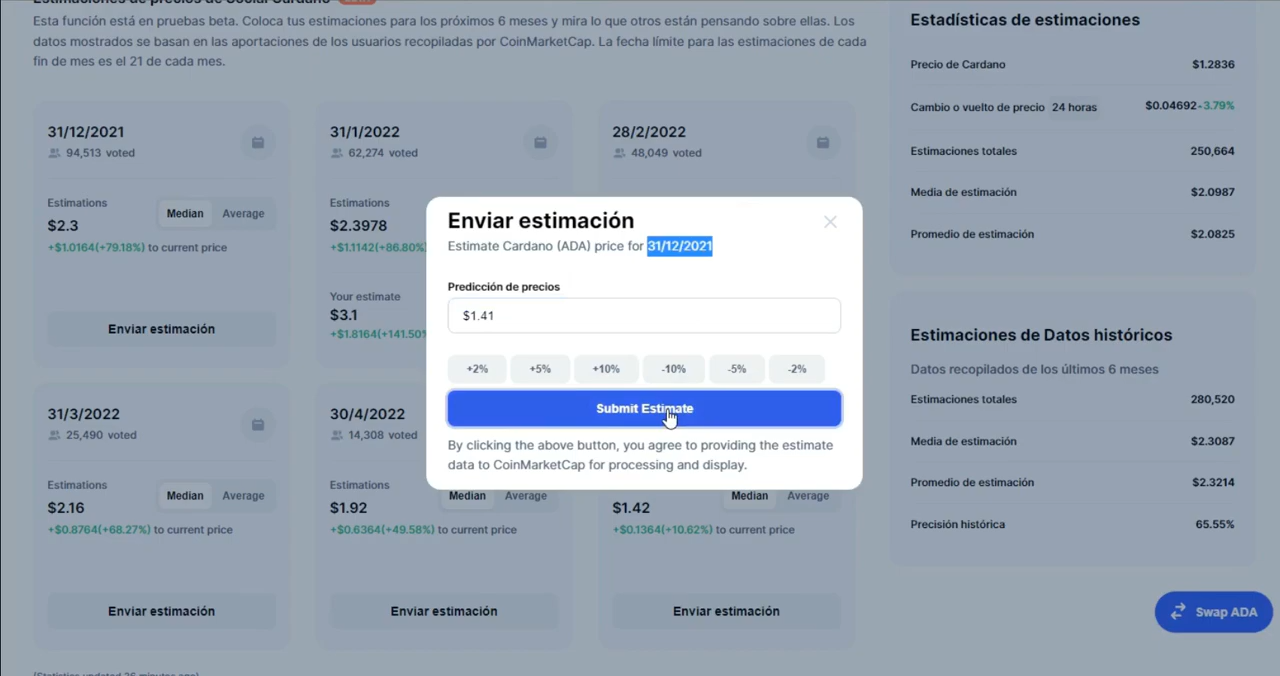 Estimaciones de precios de Social Cardano
Esta función está en pruebas beta. Coloca tus estimaciones para los próximos 6 meses y mira lo que otros están pensando sobre ellas. Los
datos mostrados se basan en las aportaciones de los usuarios recopiladas por CoinMarketCap. La fecha límite para las estimaciones de cada
fin de mes es el 21 de cada mes.
31/12/2021
94,513 voted
Estimations
Median Average
$2.3
+$1.0164(+79.18%) to current price
Enviar estimación
31/1/2022
62,274 voted
Estimations
$2.3978
+$1.1142(+86.80%)
Your estimate
$3.1
+$1.8164(+141.50%
28/2/2022
48,049 voted
Enviar estimación
Estimate Cardano (ADA) price for 31/12/2021
Predicción de precios
$1.41
+2% +5% +10% -10% -5% -2%
Submit Estimate
By clicking the above button, you agree to providing the estimate
data to CoinMarketCap for processing and display.
31/3/2022
25,490 voted
Estimations
Median Average
$2.16
+$0.8764(+68.27%) to current price
Enviar estimación
30/4/2022
14,308 voted
Estimations
Median Average
$1.92
+$0.6364(+49.58%) to current price
Enviar estimación
Median Average
$1.42
+$0.1364(+10.62%) to current price
Enviar estimación
Estadísticas de estimaciones
Precio de Cardano $1.2836
Cambio o vuelto de precio 24 horas $0.04692-3.79%
Estimaciones totales 250,664
Media de estimación $2.0987
Promedio de estimación $2.0825
Estimaciones de Datos históricos
Datos recopilados de los últimos 6 meses
Estimaciones totales 280,520
Media de estimación $2.3087
Promedio de estimación $2.3214
Precisión histórica 65.55%
Swap ADA